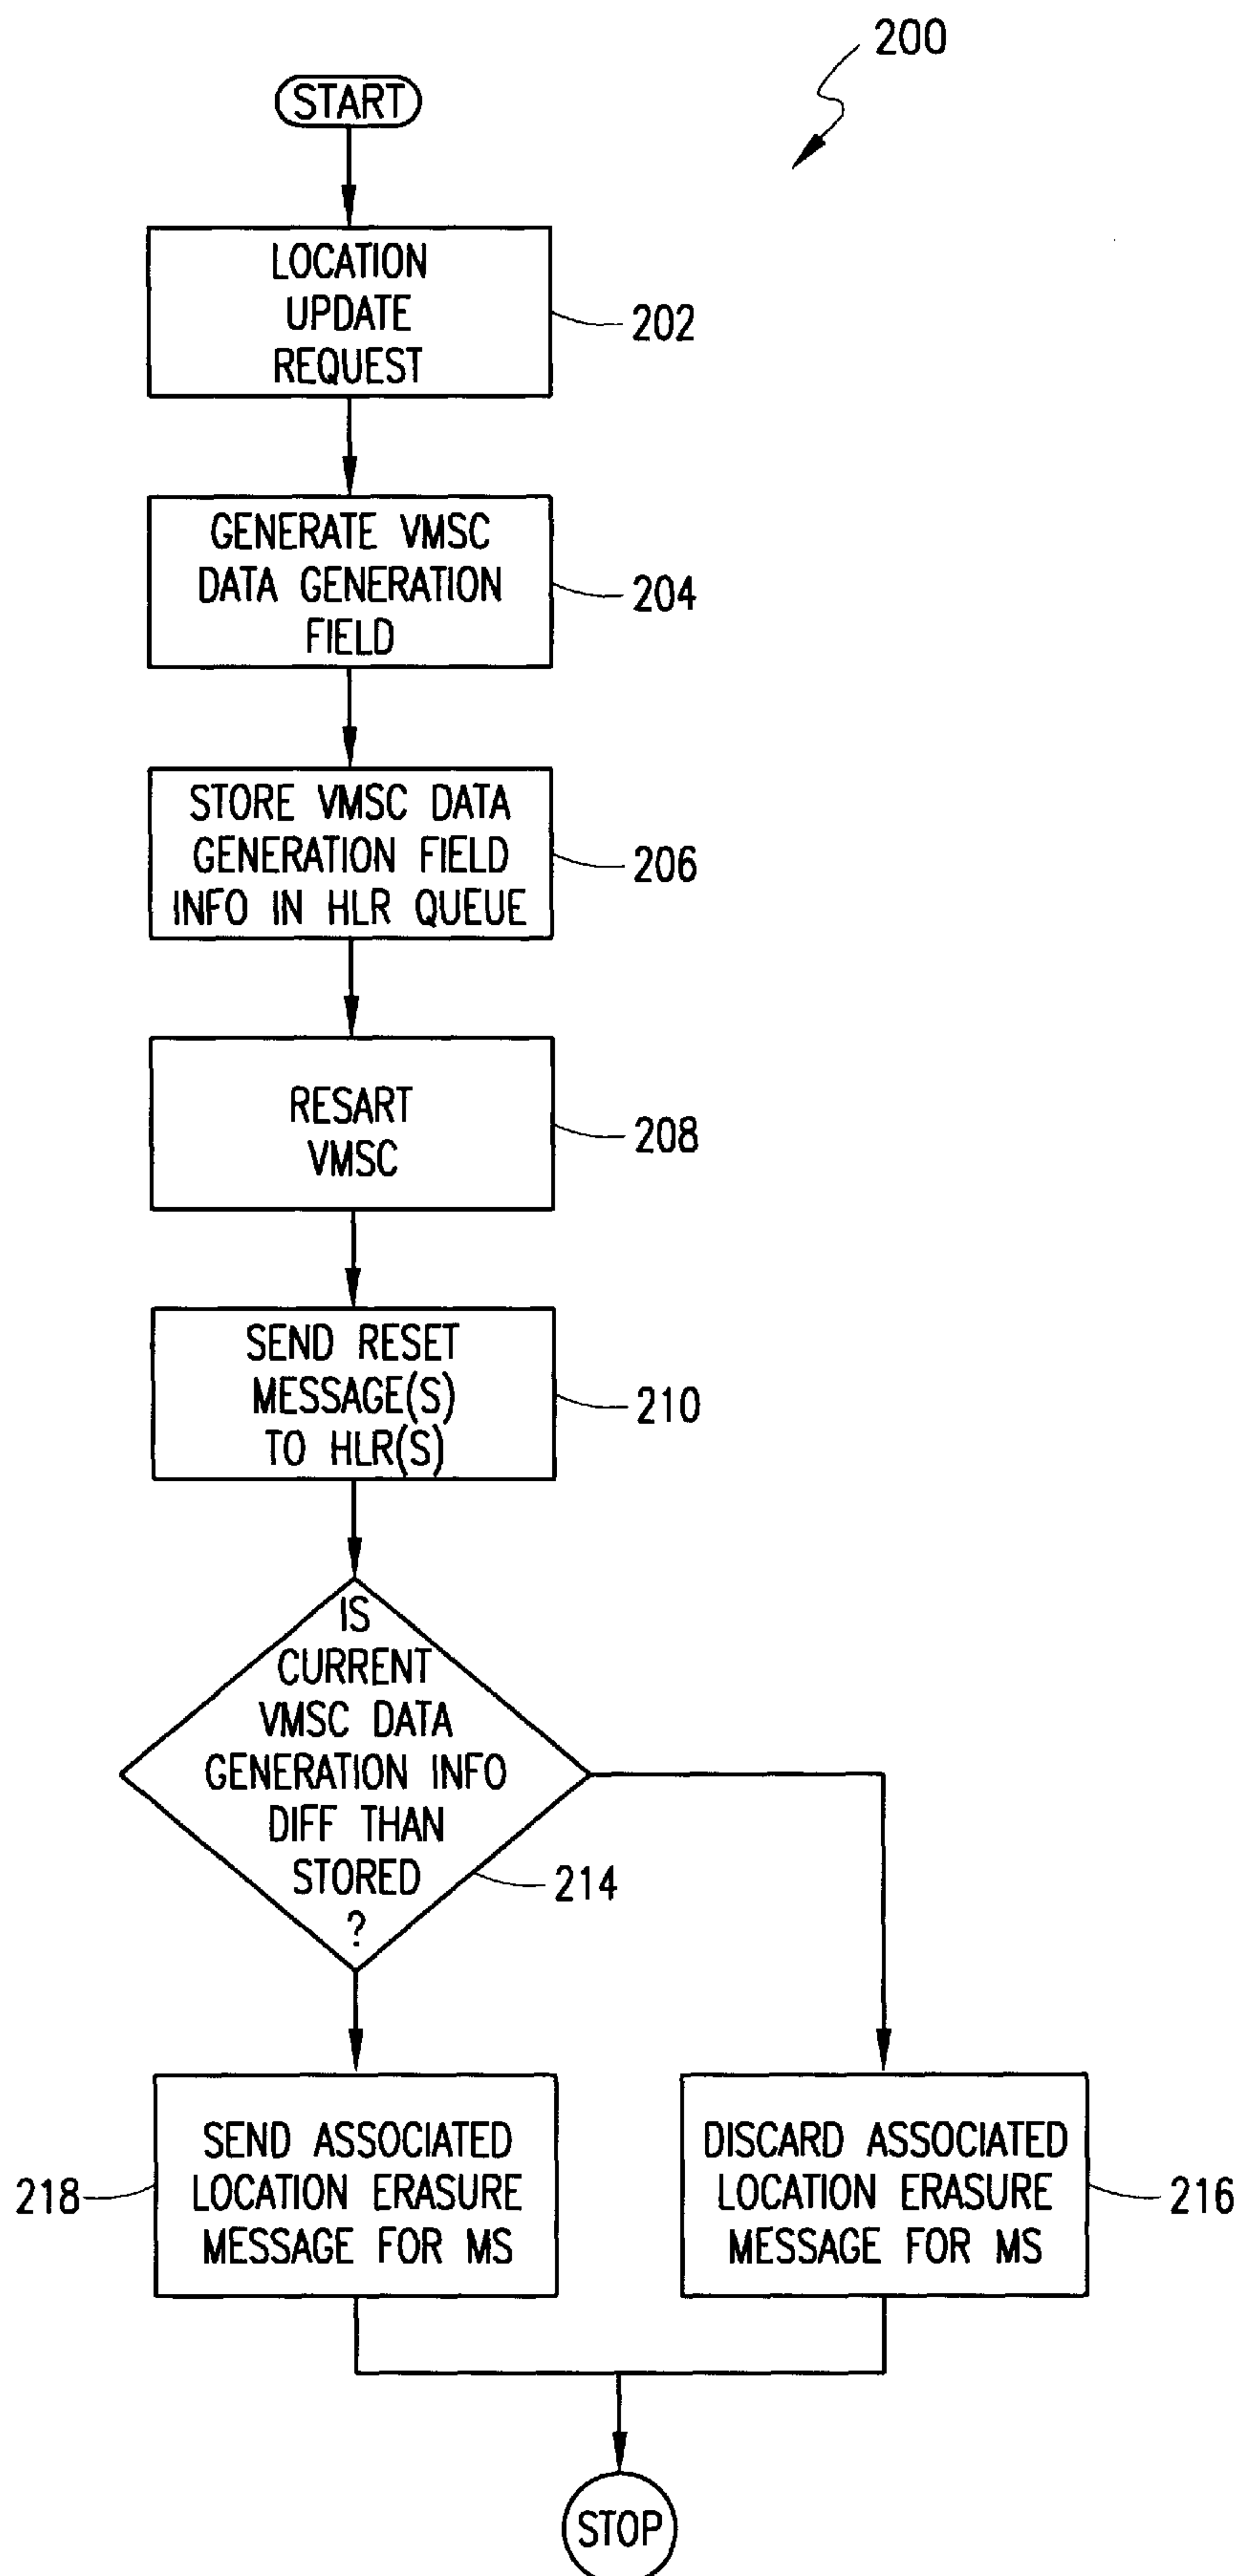 200
START
LOCATION
UPDATE
REQUEST
202
GENERATE VMSC
DATA GENERATION
FIELD
204
STORE VMSC DATA
GENERATION FIELD
INFO IN HLR QUEUE
206
RESART
VMSC
208
SEND RESET
MESSAGE(S)
TO HLR(S)
210
IS
CURRENT
VMSC DATA
GENERATION INFO
DIFF THAN
STORED
?
214
SEND ASSOCIATED
LOCATION ERASURE
MESSAGE FOR MS
218
DISCARD ASSOCIATED
LOCATION ERASURE
MESSAGE FOR MS
216
STOP